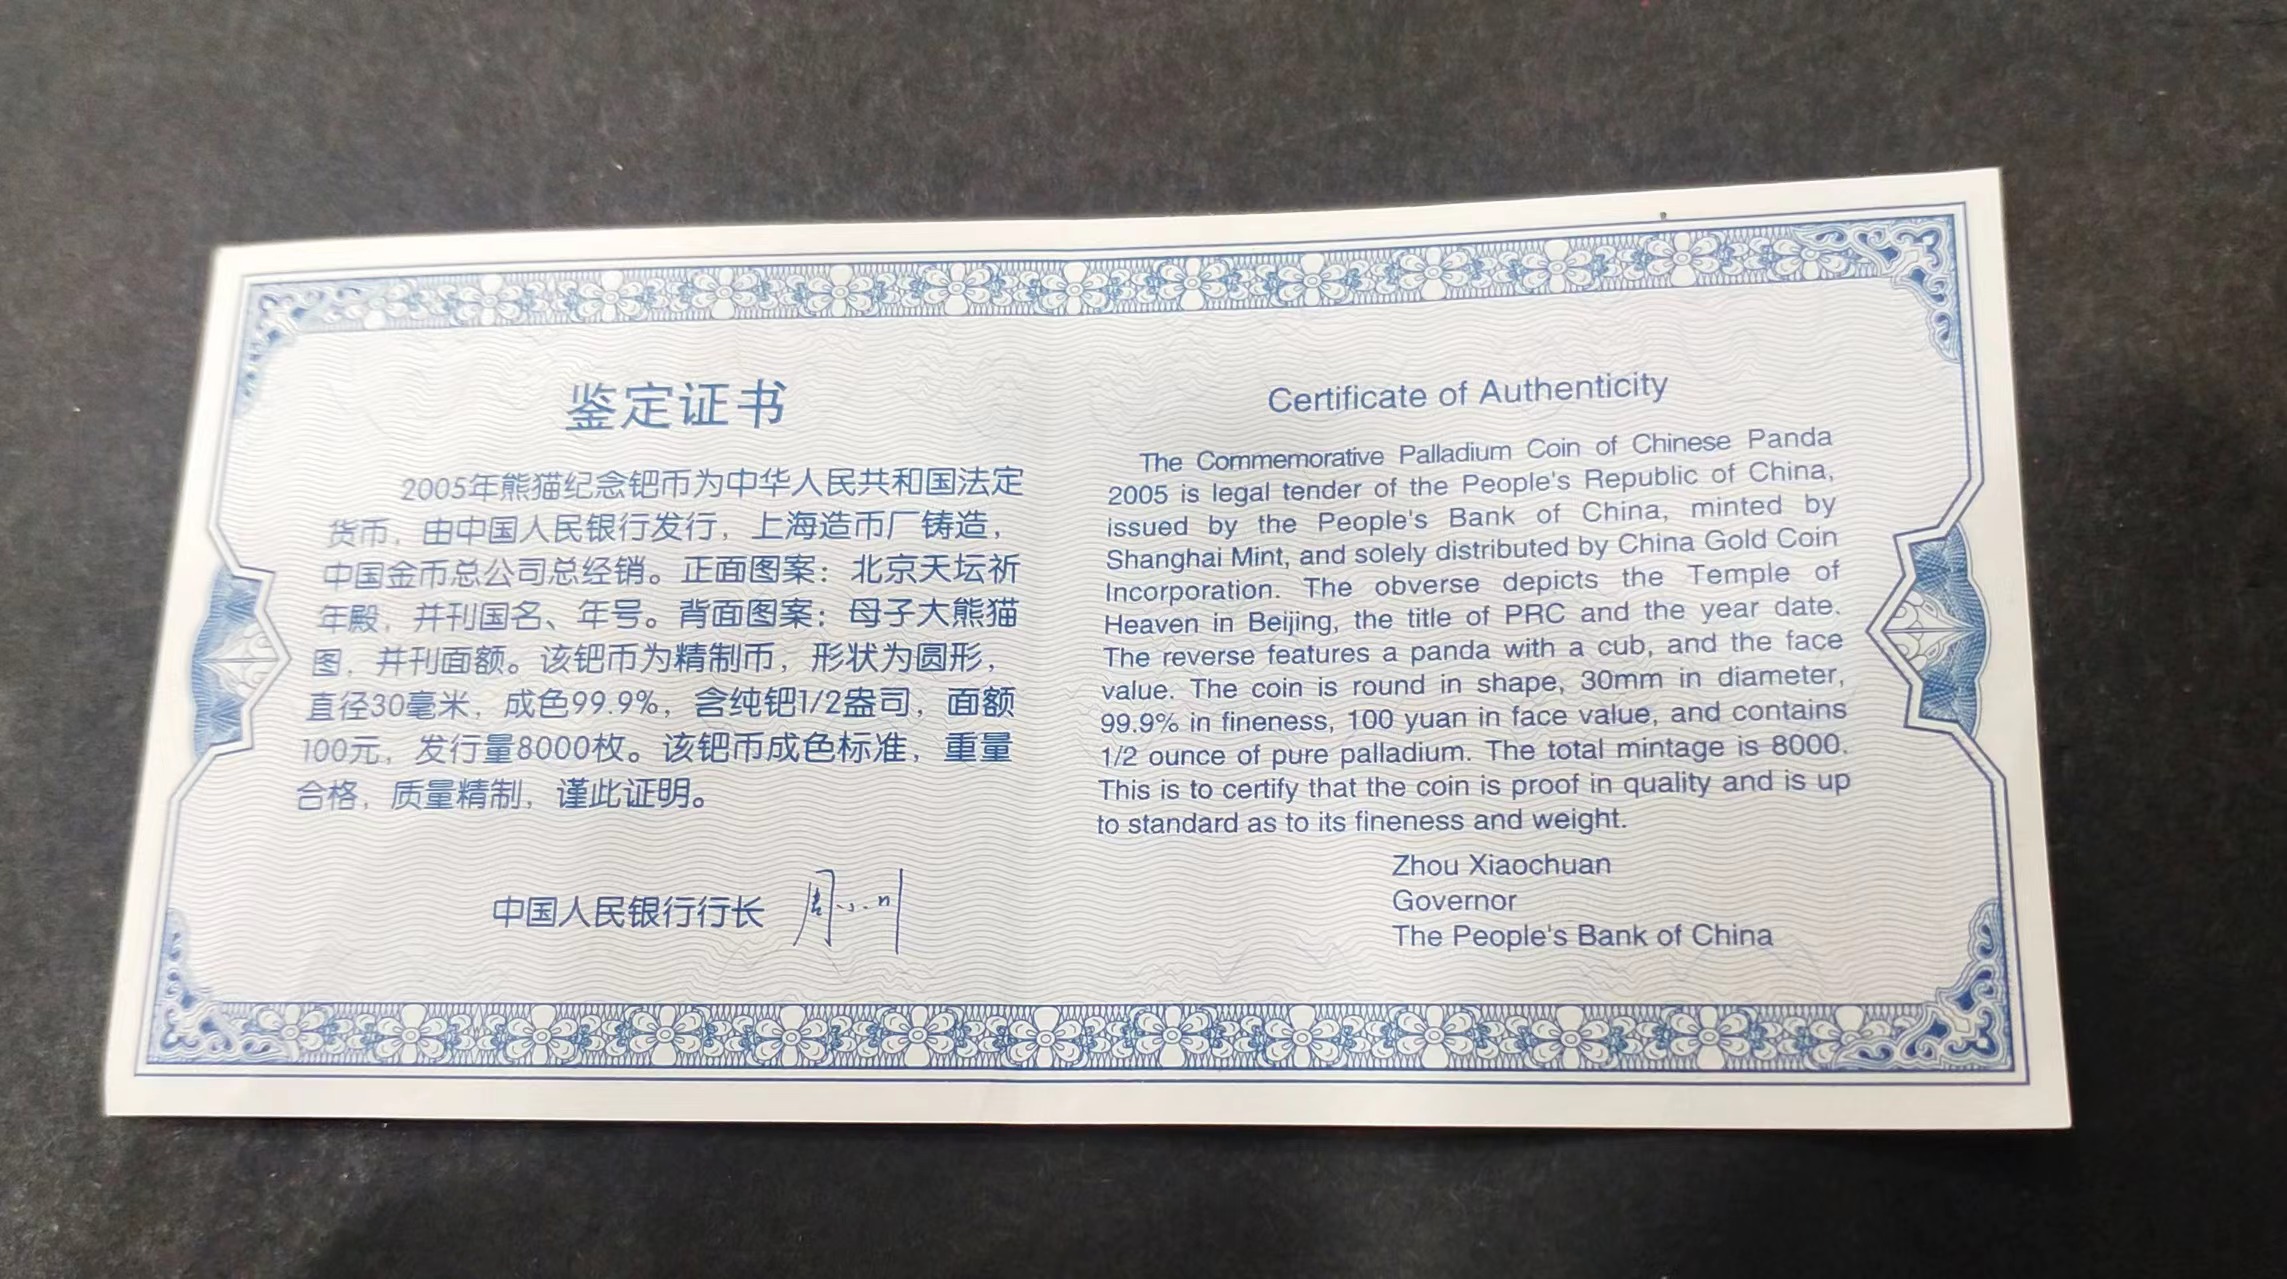 鉴定证书
2005年熊猫纪念钯币为中华人民共和国法定
货币，由中国人民银行发行，上海造币厂铸造，
中国金币总公司总经销。正面图案：北京天坛祈
年殿，并刊国名、年号。背面图案：母子大熊猫
图，并刊面额。该钯币为精制币，形状为圆形，
直径30毫米，成色99.9%，含纯钯1/2盎司，面额
100元，发行量8000枚。该钯币成色标准，重量
合格，质量精制，谨此证明。
中国人民银行行长 周小川
Certificate of Authenticity
The Commemorative Palladium Coin of Chinese Panda
2005 is legal tender of the People's Republic of China,
issued by the People's Bank of China, minted by
Shanghai Mint, and solely distributed by China Gold Coin
Incorporation. The obverse depicts the Temple of
Heaven in Beijing, the title of PRC and the year date.
The reverse features a panda with a cub, and the face
value. The coin is round in shape, 30mm in diameter,
99.9% in fineness, 100 yuan in face value, and contains
1/2 ounce of pure palladium. The total mintage is 8000.
This is to certify that the coin is proof in quality and is up
to standard as to its fineness and weight.
Zhou Xiaochuan
Governor
The People's Bank of China